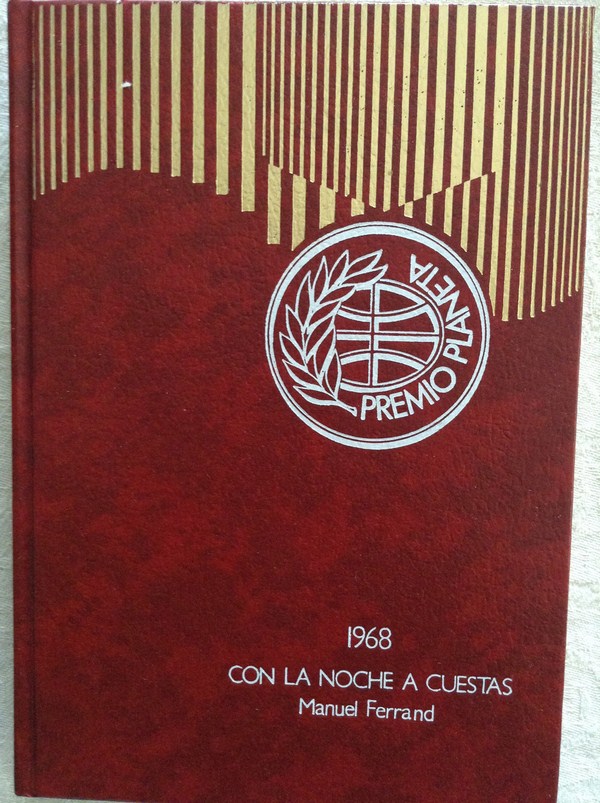 PREMIO PLANETA
1968
CON LA NOCHE A CUESTAS
Manuel Ferrand